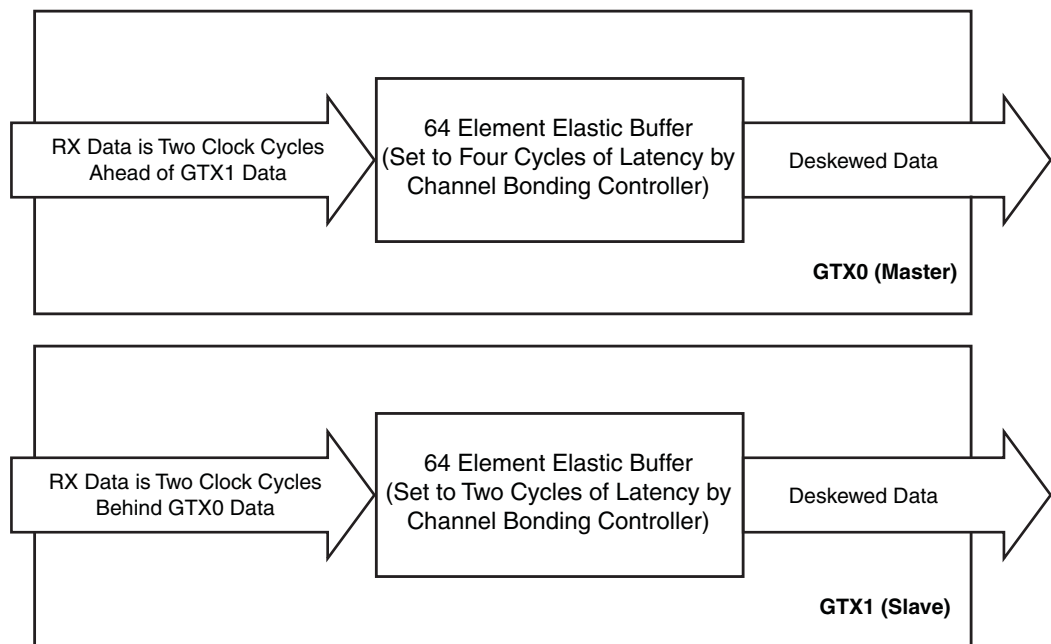 RX Data is Two Clock Cycles
Ahead of GTX1 Data
64 Element Elastic Buffer
(Set to Four Cycles of Latency by
Channel Bonding Controller)
Deskewed Data
GTX0 (Master)
RX Data is Two Clock Cycles
Behind GTX0 Data
64 Element Elastic Buffer
(Set to Two Cycles of Latency by
Channel Bonding Controller)
Deskewed Data
GTX1 (Slave)